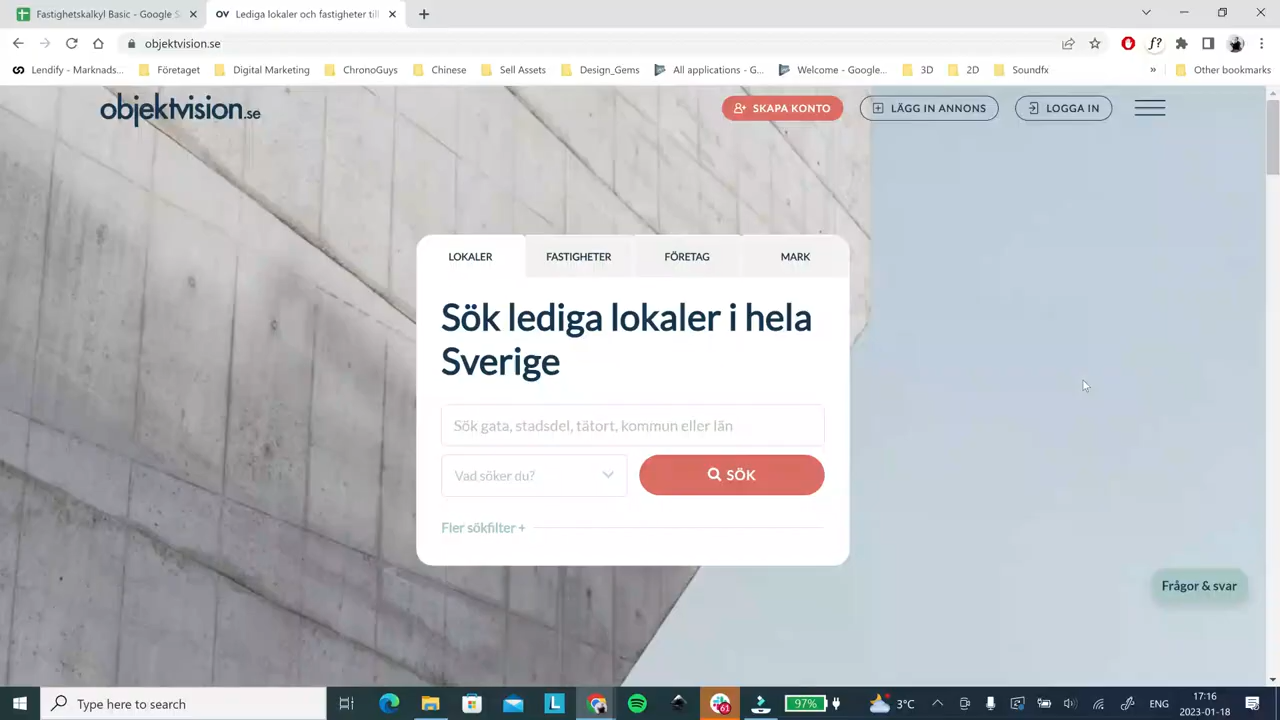 Fastighetskalkyl Basic - Google S
OV Lediga lokaler och fastigheter till
objektvision.se
f?
Lendify - Marknads...
Företaget
Digital Marketing
ChronoGuys
Chinese
Sell Assets
Design_Gems
All applications - G...
Welcome - Google...
3D
2D
Soundfx
»
Other bookmarks
objektvision.se
SKAPA KONTO
LÄGG IN ANNONS
LOGGA IN
LOKALER
FASTIGHETER
FÖRETAG
MARK
Sök lediga lokaler i hela
Sverige
Sök gata, stadsdel, tätort, kommun eller län
Vad söker du?
SÖK
Fler sökfilter +
Frågor & svar
Type here to search
L
61
97%
3°C
ENG
17:16
2023-01-18